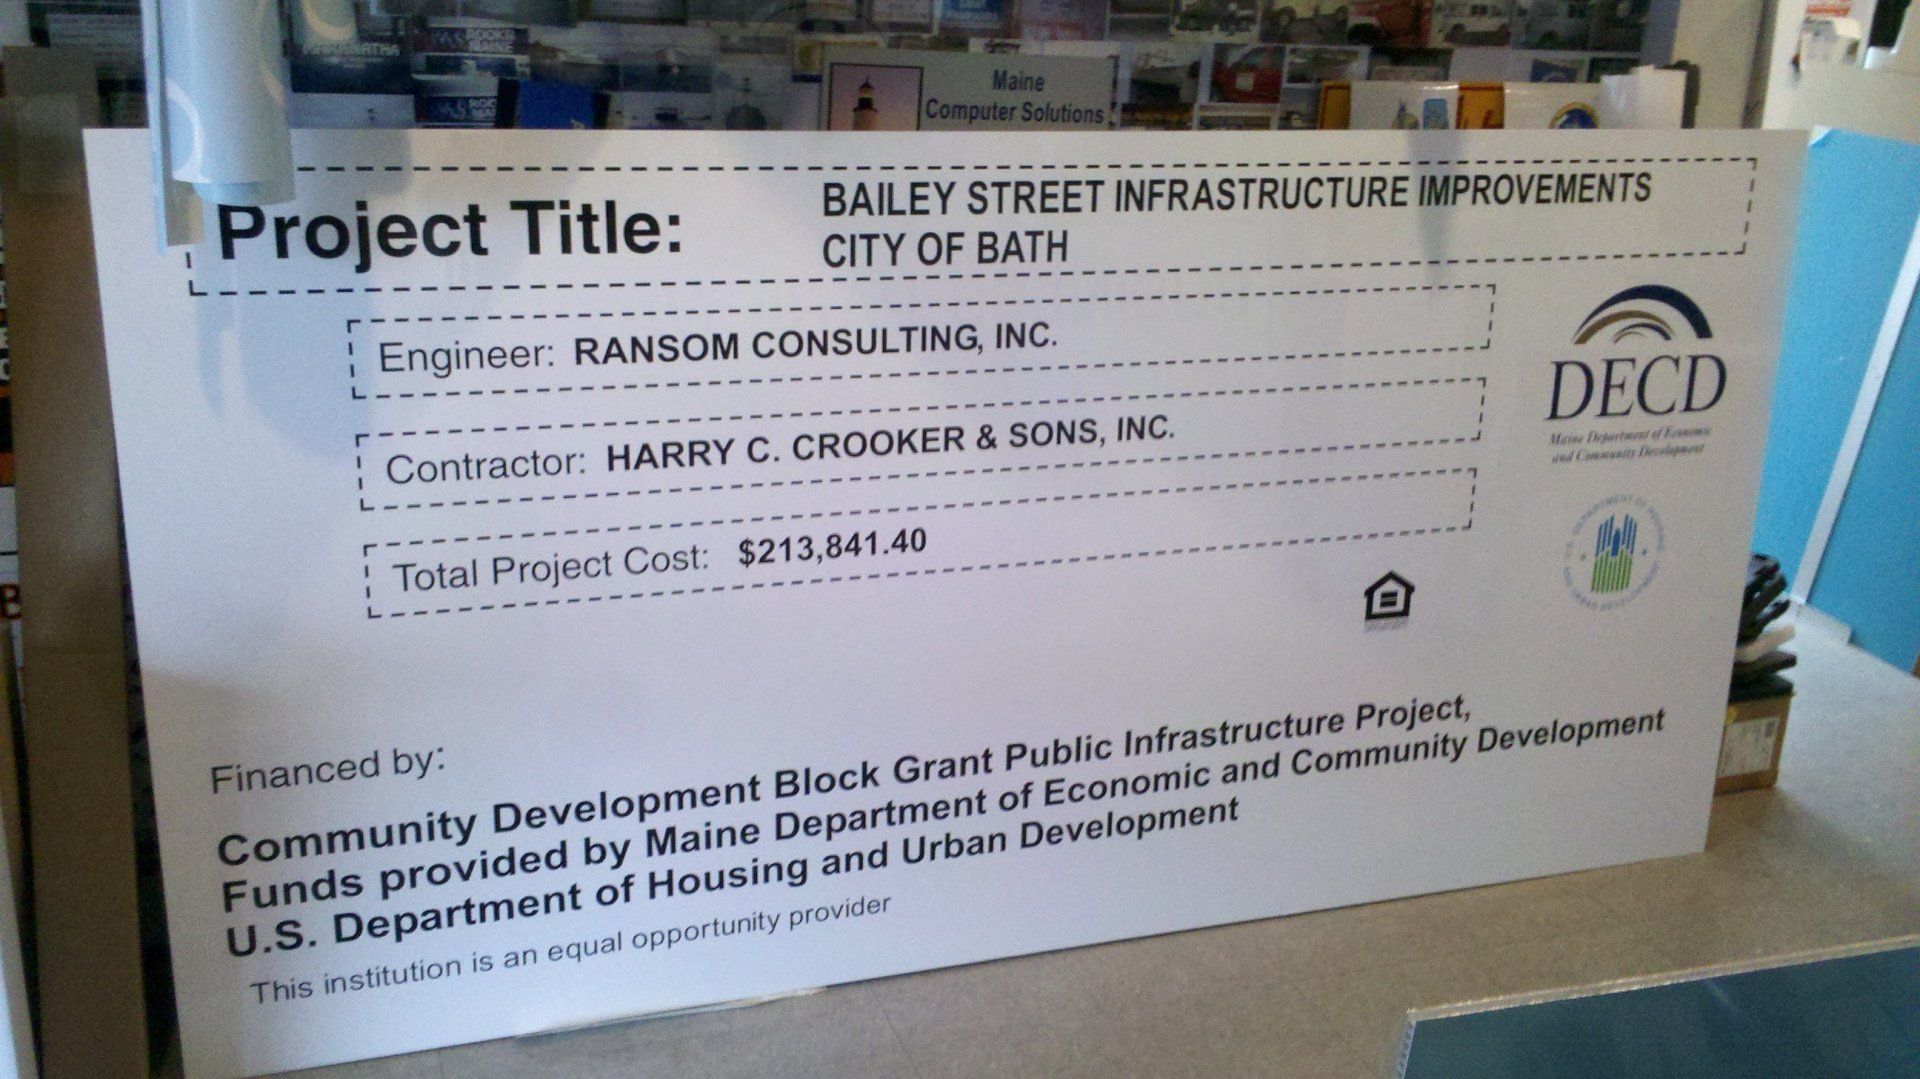 Maine
Computer Solutions
Project Title:
BAILEY STREET INFRASTRUCTURE IMPROVEMENTS
CITY OF BATH
Engineer: RANSOM CONSULTING, INC.
Contractor: HARRY C. CROOKER & SONS, INC.
Total Project Cost: $213,841.40
DECD
Maine Department of Economic
and Community Development
Financed by:
Community Development Block Grant Public Infrastructure Project,
Funds provided by Maine Department of Economic and Community Development
U.S. Department of Housing and Urban Development
This institution is an equal opportunity provider